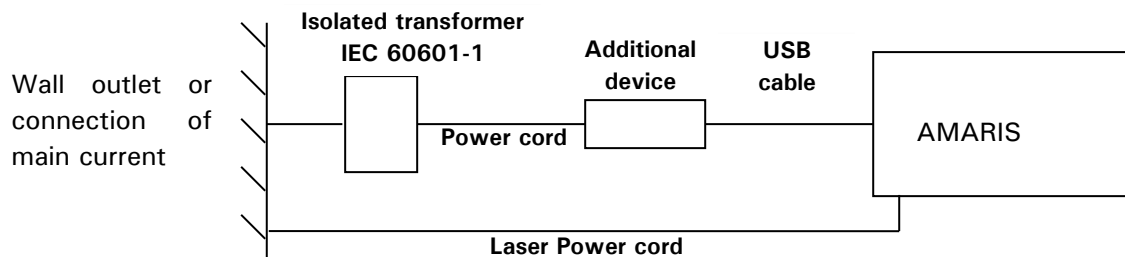 Isolated transformer
IEC 60601-1
Additional
device
USB
cable
Wall outlet or
connection of
main current
Power cord
AMARIS
Laser Power cord